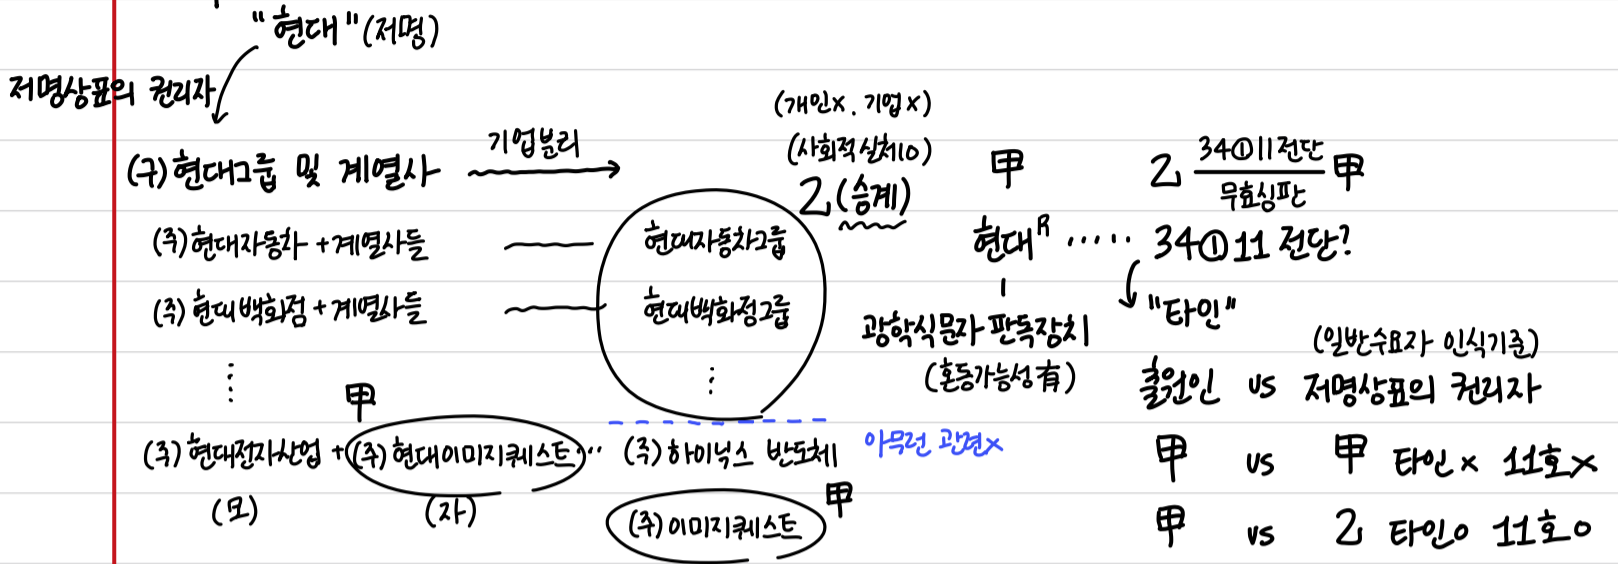 "현대"(저명)
저명상표의 권리자
(구)현대그룹 및 계열사
기업분리
(개인x. 기업x)
(사회적실체10)
乙(승계)
(주)현대자동차 + 계열사들
현대자동차그룹
(주)현대백화점 + 계열사들
현대백화점그룹
甲
(주)현대전자산업 + (주)현대이미지퀘스트 ··
(모)
(자)
(주)하이닉스 반도체
아무런 관련x
甲
(주)이미지퀘스트
甲
현대R ·····
광학식문자 판독장치
(혼동가능성 有)
乙 34①11전단 甲
무효심판
34①11 전단?
"타인"
(일반수요자 인식기준)
출원인 vs 저명상표의 권리자
甲 vs 甲 타인x 11호x
甲 vs 乙 타인o 11호o